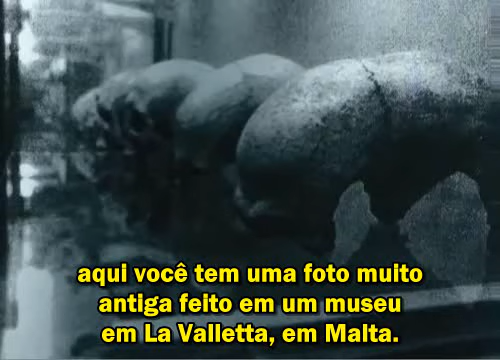 aqui você tem uma foto muito
antiga feito em um museu
em La Valletta, em Malta.